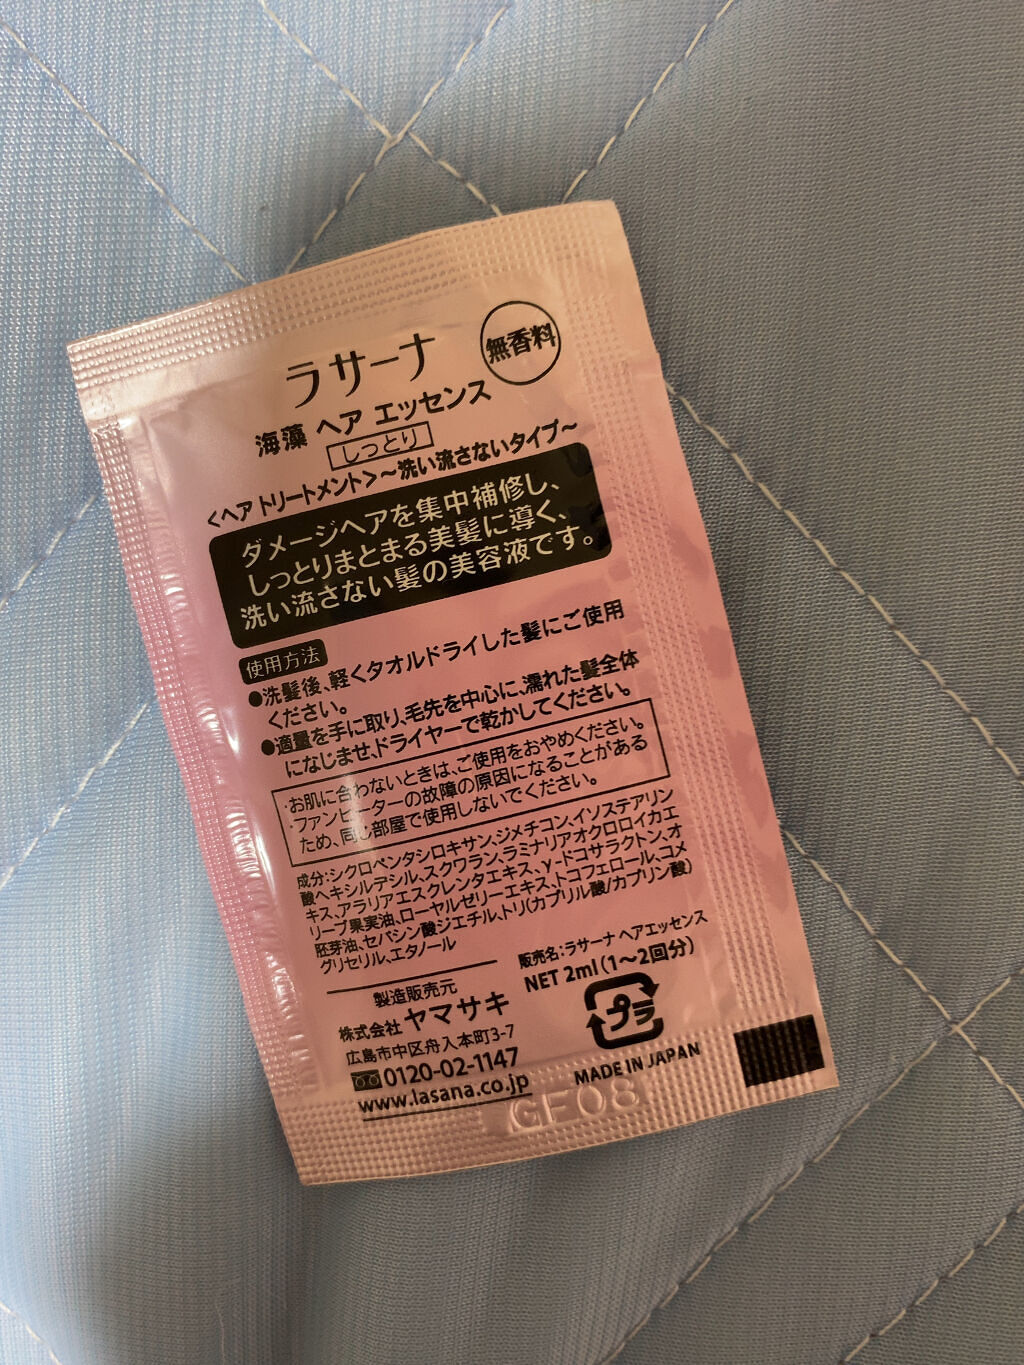 ラサーナ
無香料
海藻 ヘア エッセンス
しっとり
<ヘア トリートメント>～洗い流さないタイプ～
ダメージヘアを集中補修し、
しっとりまとまる美髪に導く、
洗い流さない髪の美容液です。
使用方法
●洗髪後、軽くタオルドライした髪にご使用
ください。
●適量を手に取り、毛先を中心に、濡れた髪全体
になじませ、ドライヤーで乾かしてください。
・お肌に合わないときは、ご使用をおやめください。
・ファンヒーターの故障の原因になることがある
ため、同じ部屋で使用しないでください。
成分:シクロペンタシロキサン、ジメチコン、イソステアリン
酸ヘキシルデシル、スクワラン、ラミナリアオクロロイカエ
キス、アラリアエスクレンタエキス、γ-ドコサラクトン、オ
リーブ果実油、ローヤルゼリーエキス、トコフェロール、コメ
胚芽油、セバシン酸ジエチル、トリ(カプリル酸/カプリン酸)
グリセリル、エタノール
販売名:ラサーナ ヘアエッセンス
NET 2ml(1～2回分)
製造販売元
株式会社 ヤマサキ
広島市中区舟入本町3-7
0120-02-1147
www.lasana.co.jp
プラ
MADE IN JAPAN
GF08